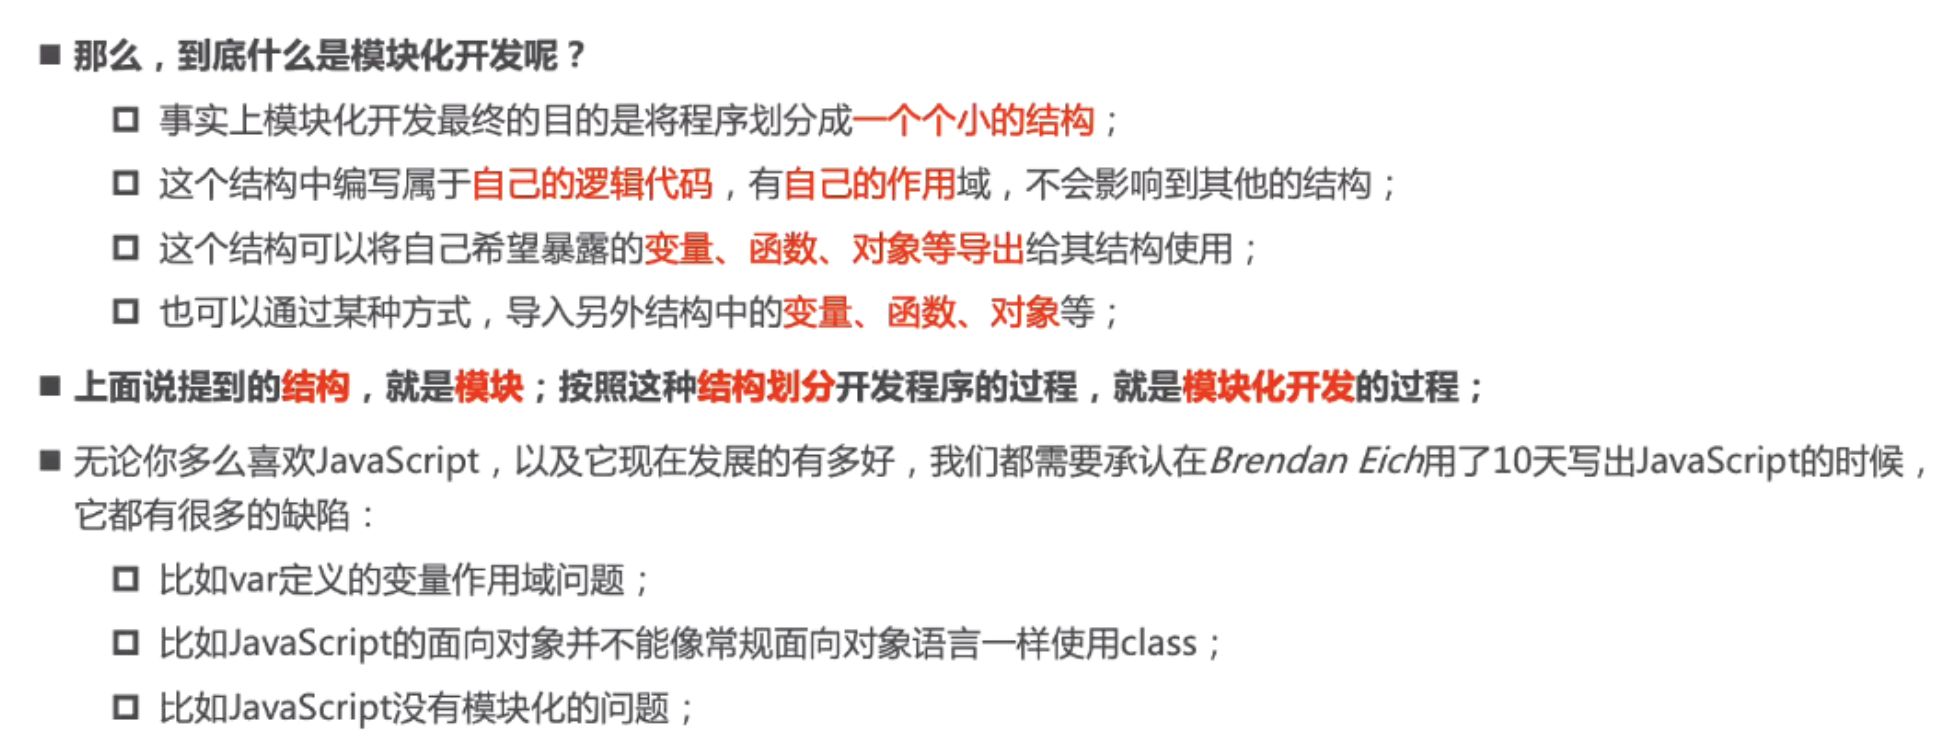 ■ 那么，到底什么是模块化开发呢？
□ 事实上模块化开发最终的目的是将程序划分成一个个小的结构；
□ 这个结构中编写属于自己的逻辑代码，有自己的作用域，不会影响到其他的结构；
□ 这个结构可以将自己希望暴露的变量、函数、对象等导出给其结构使用；
□ 也可以通过某种方式，导入另外结构中的变量、函数、对象等；
■ 上面说提到的结构，就是模块；按照这种结构划分开发程序的过程，就是模块化开发的过程；
■ 无论你多么喜欢JavaScript，以及它现在发展的有多好，我们都需要承认在Brendan Eich用了10天写出JavaScript的时候，
它都有很多的缺陷：
□ 比如var定义的变量作用域问题；
□ 比如JavaScript的面向对象并不能像常规面向对象语言一样使用class；
□ 比如JavaScript没有模块化的问题；